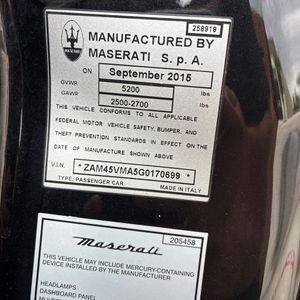 258918
MASERATI
MANUFACTURED BY
MASERATI S.p.A.
ON September 2015
GVWR 5200 lbs
GAWR 2500-2700 lbs
THIS VEHICLE CONFORMS TO ALL APPLICABLE
FEDERAL MOTOR VEHICLE SAFETY, BUMPER, AND
THEFT PREVENTION STANDARDS IN EFFECT ON THE
DATE OF MANUFACTURE SHOWN ABOVE
V.I.N. * ZAM45VMA5G0170699 *
TYPE: PASSENGER CAR MADE IN ITALY
Maserati 205458
THIS VEHICLE MAY INCLUDE MERCURY-CONTAINING
DEVICE INSTALLED BY THE MANUFACTURER
HEADLAMPS
DASHBOARD PANEL